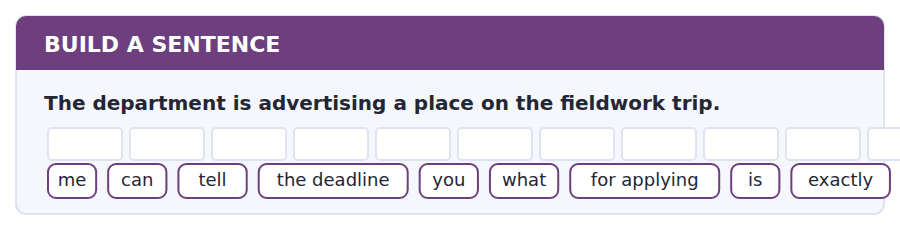 BUILD A SENTENCE
The department is advertising a place on the fieldwork trip.
me can tell the deadline you what for applying is exactly